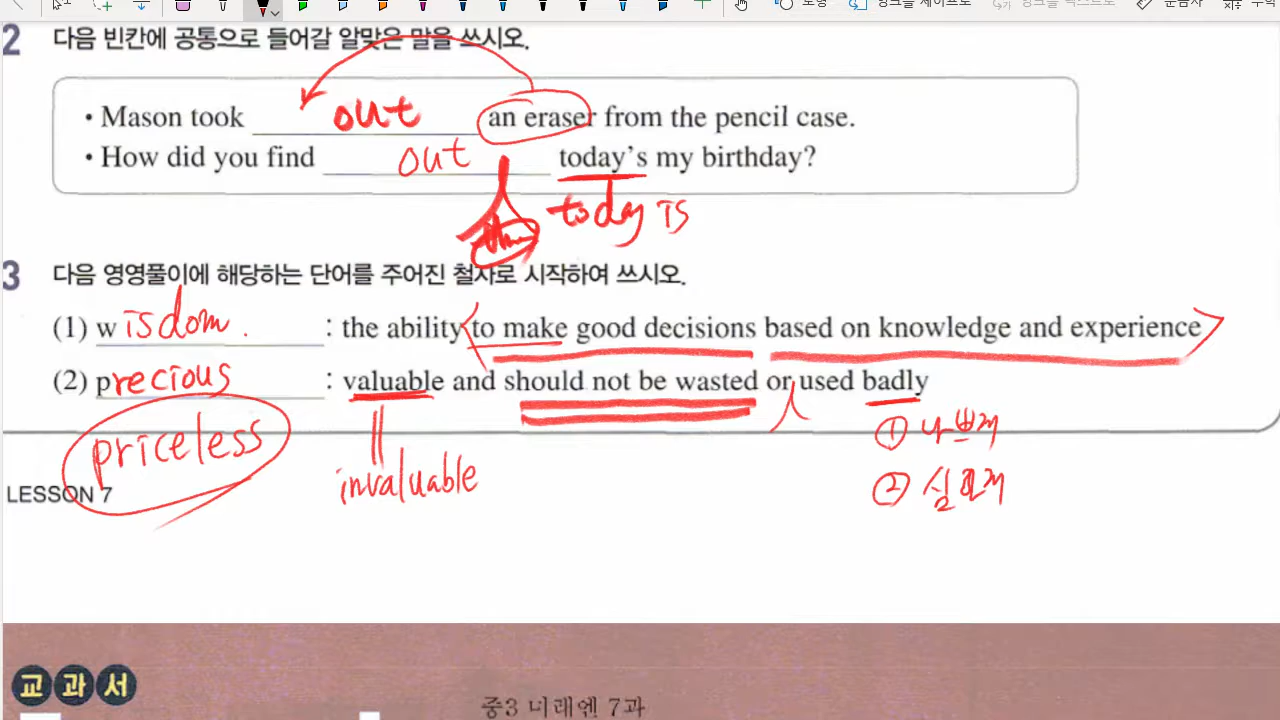 2 다음 빈칸에 공통으로 들어갈 알맞은 말을 쓰시오.
• Mason took out an eraser from the pencil case.
• How did you find out today's my birthday?
today is
3 다음 영영풀이에 해당하는 단어를 주어진 철자로 시작하여 쓰시오.
(1) wisdom. : the ability to make good decisions based on knowledge and experience
(2) precious : valuable and should not be wasted or used badly
priceless
invaluable
① 나쁘게
②
LESSON 7
교과서
중3 미래엔 7과